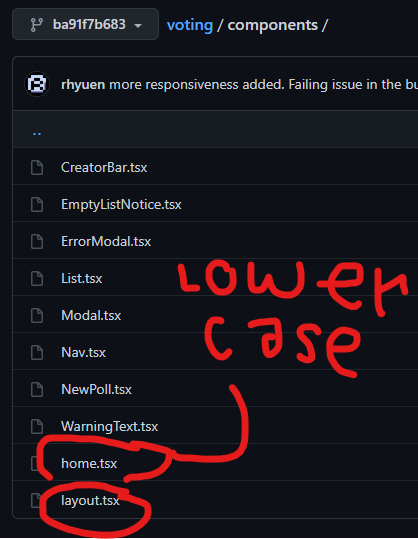 ba91f7b683
voting / components /
rhyuen more responsiveness added. Failing issue in the bu
..
CreatorBar.tsx
EmptyListNotice.tsx
ErrorModal.tsx
List.tsx
Modal.tsx
Nav.tsx
NewPoll.tsx
WarningText.tsx
home.tsx
layout.tsx
LOWER
CASE